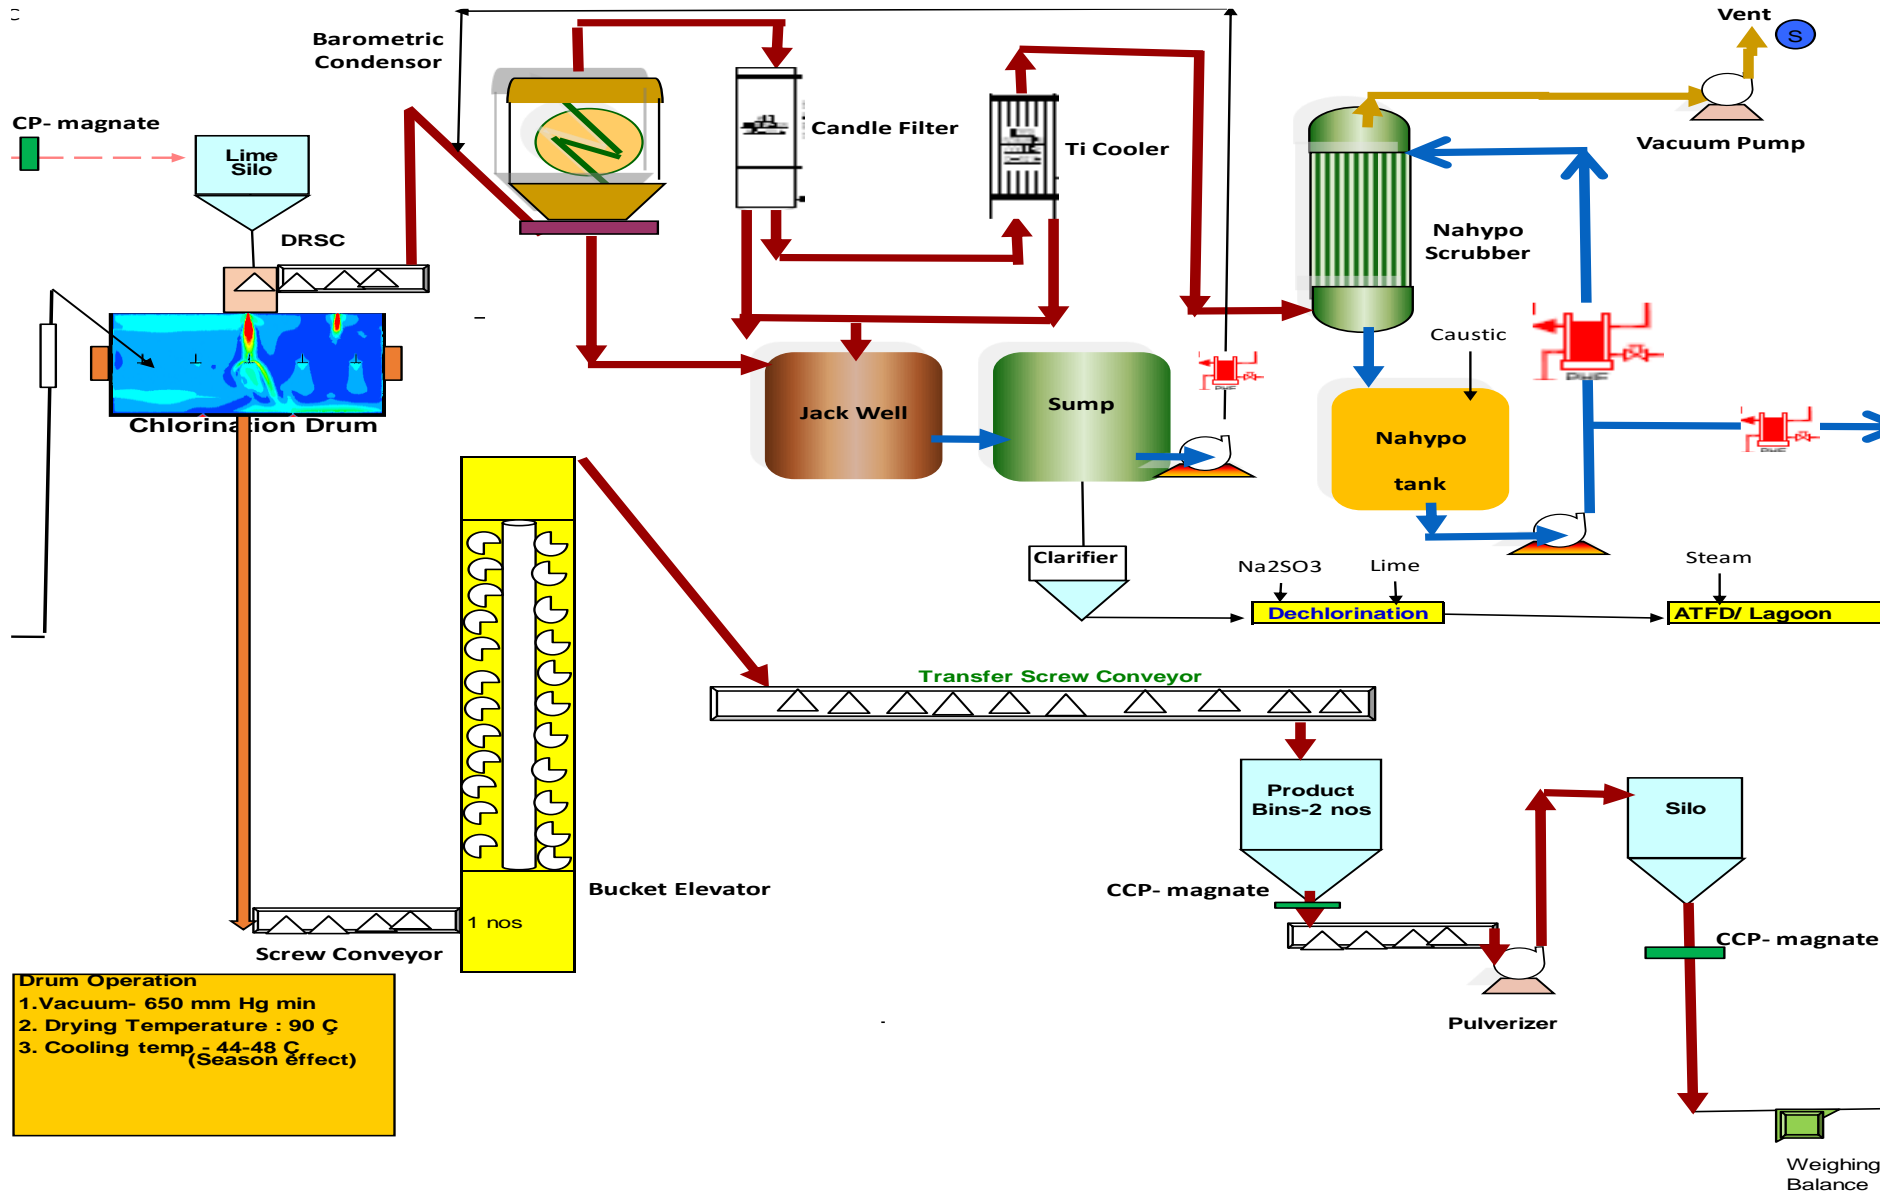 Vent
S
Barometric
Condensor
CP- magnate
Candle Filter
Ti Cooler
Vacuum Pump
Lime
Silo
DRSC
Nahypo
Scrubber
Caustic
Chlorination Drum
Jack Well
Sump
Nahypo
tank
Clarifier
Na2SO3
Lime
Steam
Dechlorination
ATFD/ Lagoon
Transfer Screw Conveyor
Product
Bins-2 nos
Silo
Bucket Elevator
CCP- magnate
1 nos
Screw Conveyor
CCP- magnate
Pulverizer
Drum Operation
1.Vacuum- 650 mm Hg min
2. Drying Temperature : 90 Ç
3. Cooling temp - 44-48 Ç
(Season effect)
Weighing
Balance